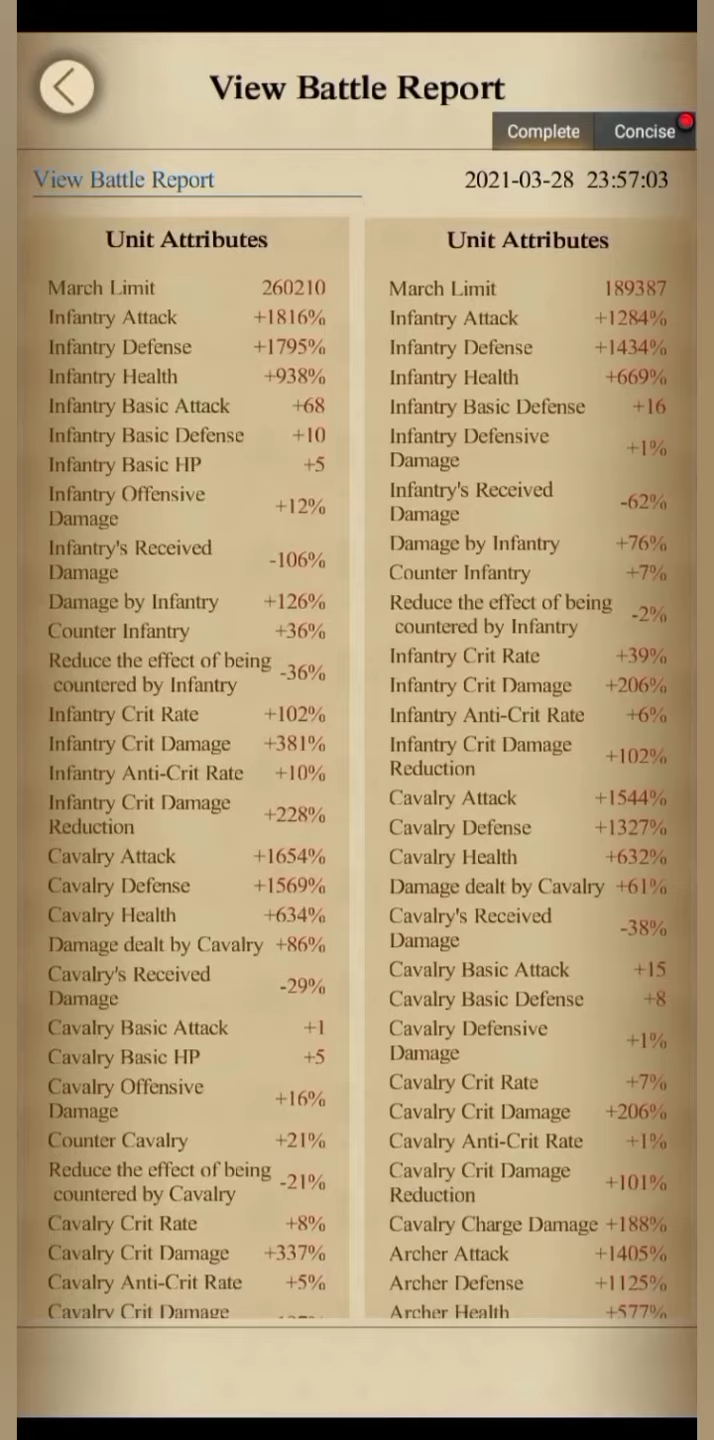 View Battle Report
Complete
Concise
View Battle Report
2021-03-28 23:57:03
Unit Attributes
March Limit 260210
Infantry Attack +1816%
Infantry Defense +1795%
Infantry Health +938%
Infantry Basic Attack +68
Infantry Basic Defense +10
Infantry Basic HP +5
Infantry Offensive
Damage +12%
Infantry's Received
Damage -106%
Damage by Infantry +126%
Counter Infantry +36%
Reduce the effect of being
countered by Infantry -36%
Infantry Crit Rate +102%
Infantry Crit Damage +381%
Infantry Anti-Crit Rate +10%
Infantry Crit Damage
Reduction +228%
Cavalry Attack +1654%
Cavalry Defense +1569%
Cavalry Health +634%
Damage dealt by Cavalry +86%
Cavalry's Received
Damage -29%
Cavalry Basic Attack +1
Cavalry Basic HP +5
Cavalry Offensive
Damage +16%
Counter Cavalry +21%
Reduce the effect of being
countered by Cavalry -21%
Cavalry Crit Rate +8%
Cavalry Crit Damage +337%
Cavalry Anti-Crit Rate +5%
Cavalry Crit Damage
Unit Attributes
March Limit 189387
Infantry Attack +1284%
Infantry Defense +1434%
Infantry Health +669%
Infantry Basic Defense +16
Infantry Defensive
Damage +1%
Infantry's Received
Damage -62%
Damage by Infantry +76%
Counter Infantry +7%
Reduce the effect of being
countered by Infantry -2%
Infantry Crit Rate +39%
Infantry Crit Damage +206%
Infantry Anti-Crit Rate +6%
Infantry Crit Damage
Reduction +102%
Cavalry Attack +1544%
Cavalry Defense +1327%
Cavalry Health +632%
Damage dealt by Cavalry +61%
Cavalry's Received
Damage -38%
Cavalry Basic Attack +15
Cavalry Basic Defense +8
Cavalry Defensive
Damage +1%
Cavalry Crit Rate +7%
Cavalry Crit Damage +206%
Cavalry Anti-Crit Rate +1%
Cavalry Crit Damage
Reduction +101%
Cavalry Charge Damage +188%
Archer Attack +1405%
Archer Defense +1125%
Archer Health +577%